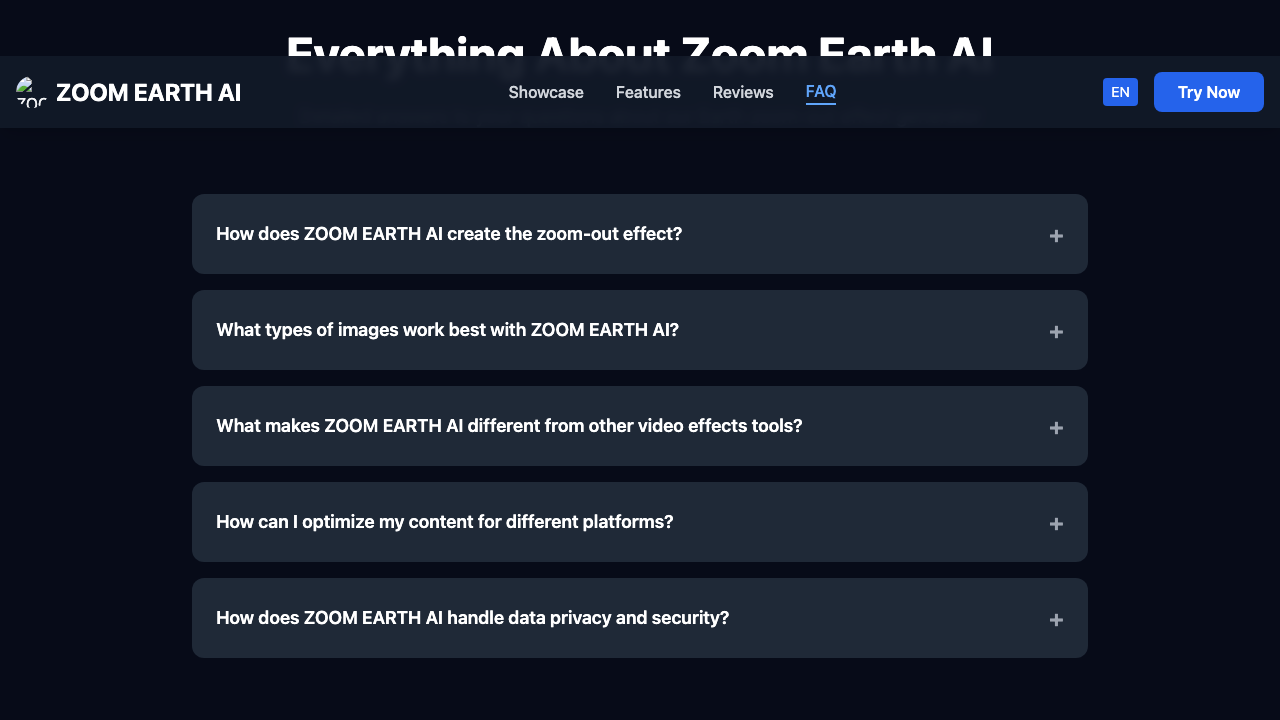 Everything About Zoom Earth AI
ZOOM EARTH AI
Showcase
Features
Reviews
FAQ
EN
Try Now
How does ZOOM EARTH AI create the zoom-out effect?
+
What types of images work best with ZOOM EARTH AI?
+
What makes ZOOM EARTH AI different from other video effects tools?
+
How can I optimize my content for different platforms?
+
How does ZOOM EARTH AI handle data privacy and security?
+